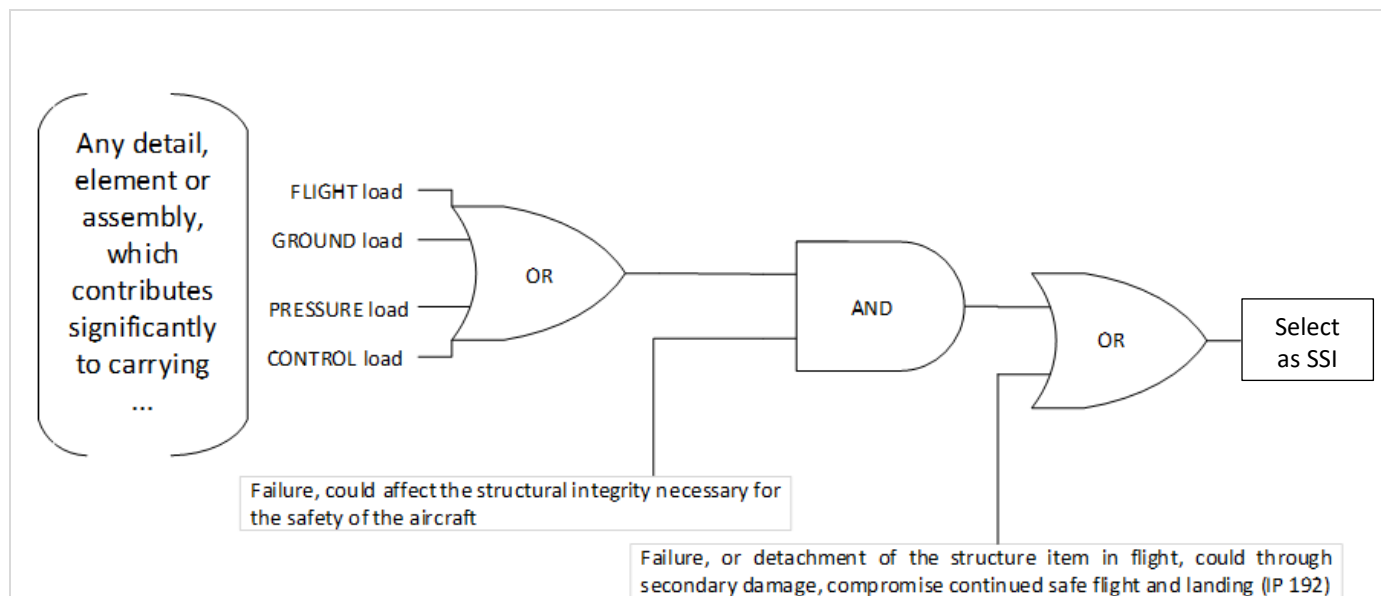 Any detail,
element or
assembly,
which
contributes
significantly
to carrying
...
FLIGHT load
GROUND load
PRESSURE load
CONTROL load
OR
AND
OR
Select
as SSI
Failure, could affect the structural integrity necessary for
the safety of the aircraft
Failure, or detachment of the structure item in flight, could through
secondary damage, compromise continued safe flight and landing (IP 192)